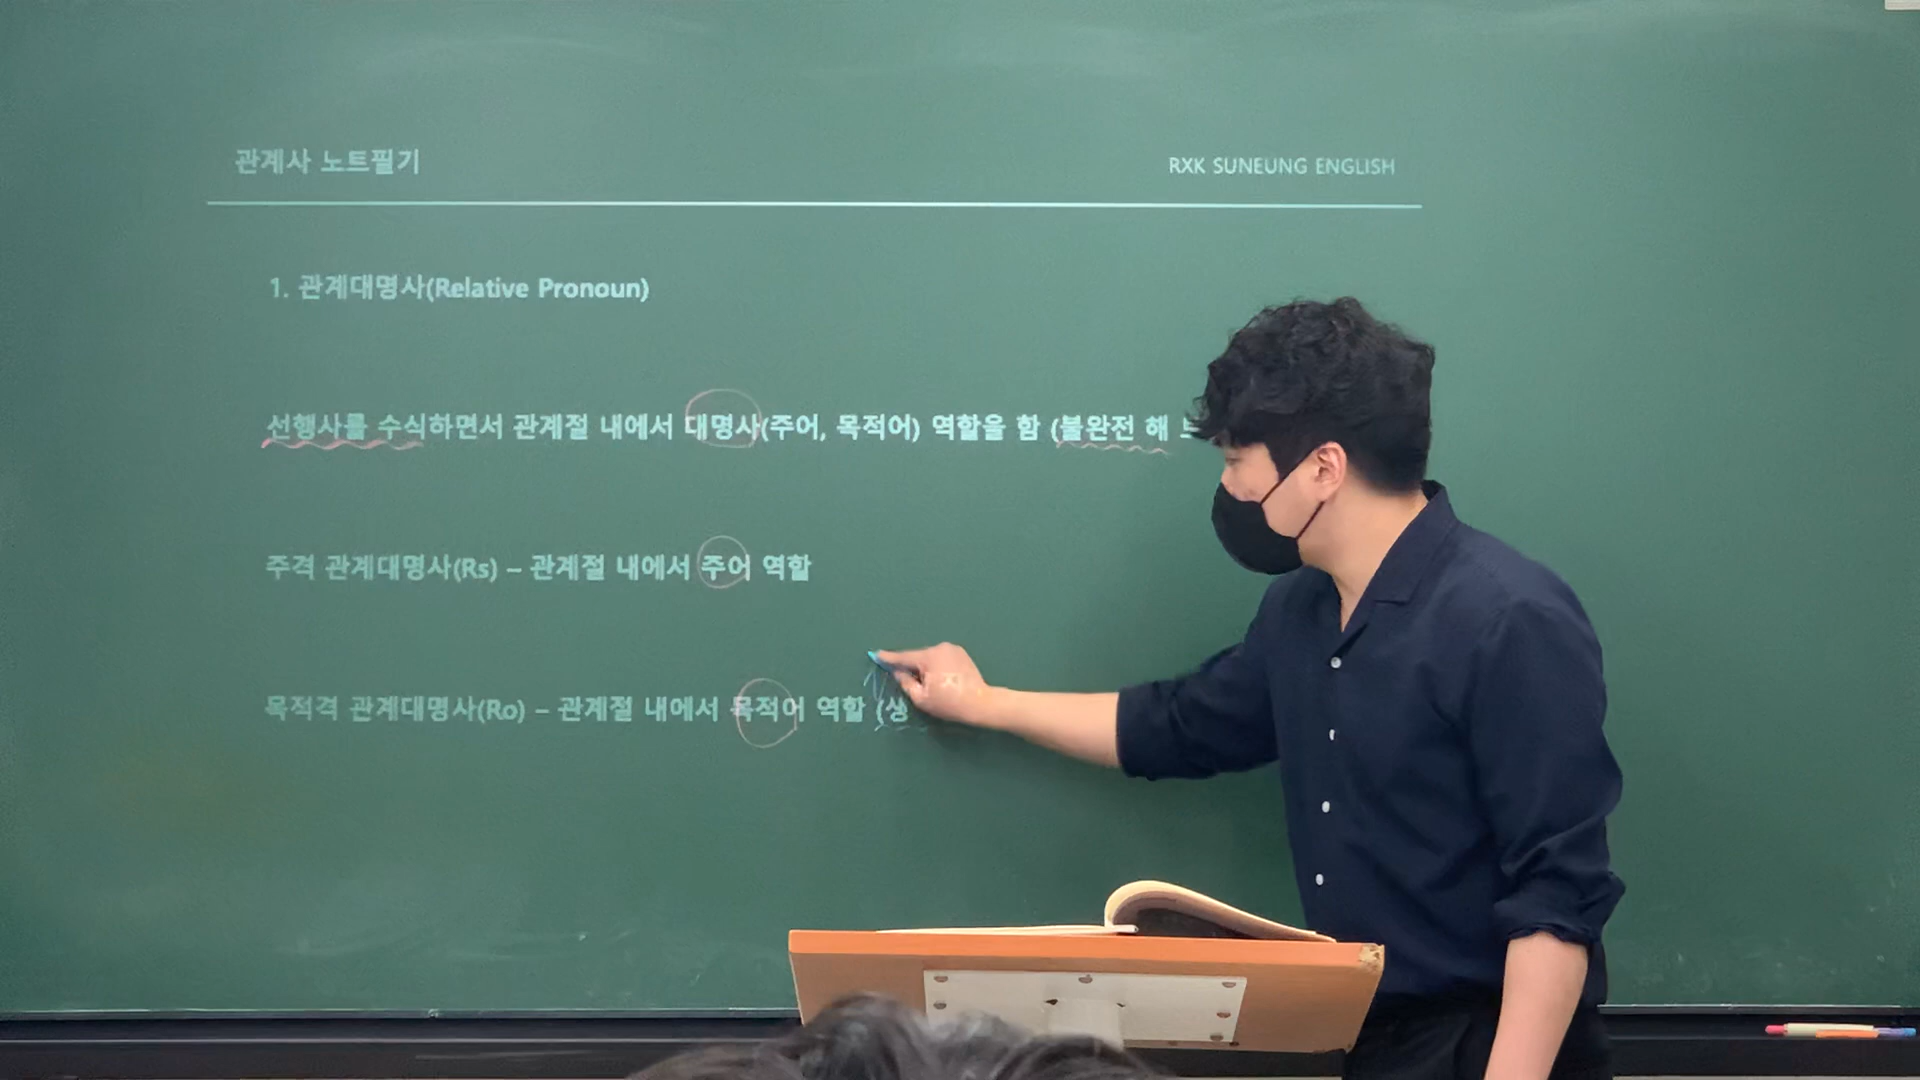 관계사 노트필기
RXK SUNEUNG ENGLISH
1. 관계대명사(Relative Pronoun)
선행사를 수식하면서 관계절 내에서 대명사(주어, 목적어) 역할을 함 (불완전 해
주격 관계대명사(Rs) – 관계절 내에서 주어 역할
목적격 관계대명사(Ro) – 관계절 내에서 목적어 역할 (생